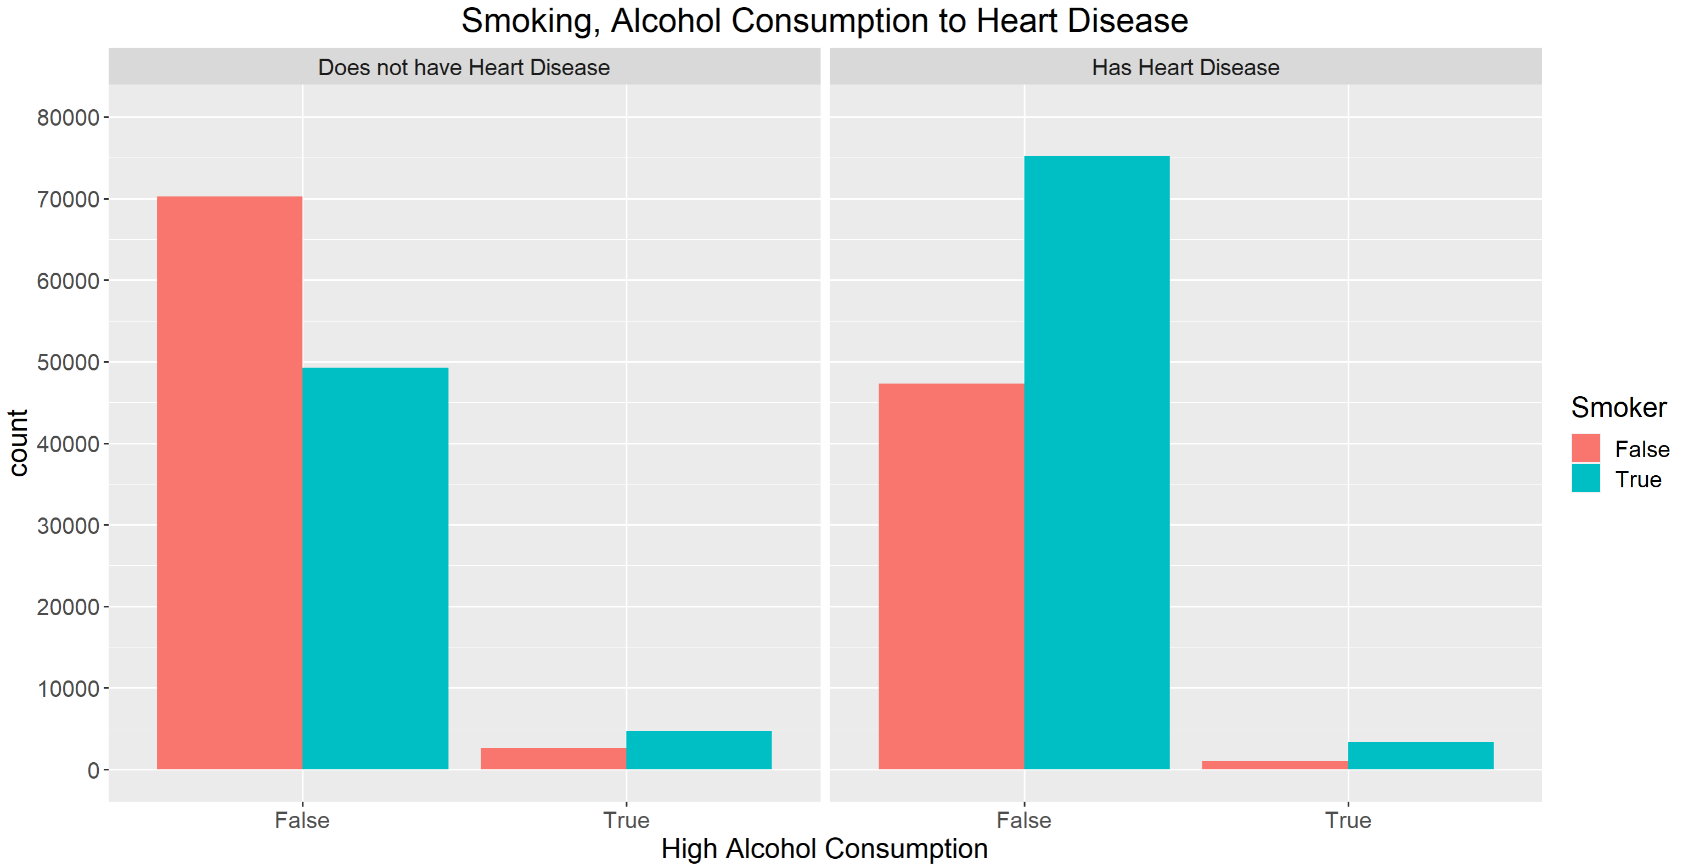 Smoking, Alcohol Consumption to Heart Disease
Does not have Heart Disease
Has Heart Disease
80000
70000
60000
50000
40000
30000
20000
10000
0
count
False
True
False
True
High Alcohol Consumption
Smoker
False
True